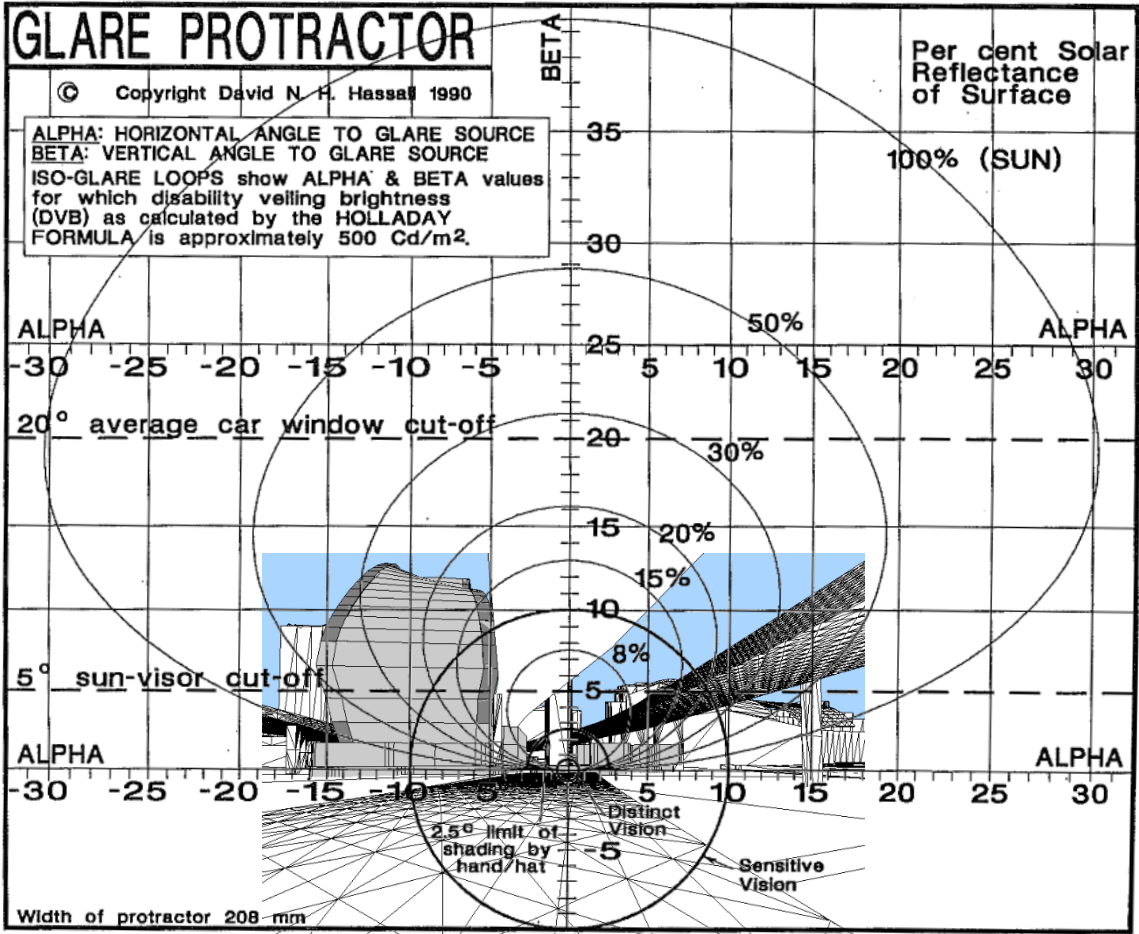 GLARE PROTRACTOR
© Copyright David N. H. Hassall 1990
ALPHA: HORIZONTAL ANGLE TO GLARE SOURCE
BETA: VERTICAL ANGLE TO GLARE SOURCE
ISO-GLARE LOOPS show ALPHA & BETA values
for which disability veiling brightness
(DVB) as calculated by the HOLLADAY
FORMULA is approximately 500 Cd/m².
BETA
Per cent Solar
Reflectance
of Surface
35
100% (SUN)
30
50%
ALPHA
ALPHA
25
-30 -25 -20 -15 -10 -5 5 10 15 20 25 30
20° average car window cut-off
20
30%
15
20%
15%
10
8%
5° sun-visor cut-off
5
ALPHA
ALPHA
-30 -25 -20 -15 -10 -5 5 10 15 20 25 30
Distinct
Vision
2.5° limit of
shading by
hand/hat
-5
Sensitive
Vision
Width of protractor 208 mm